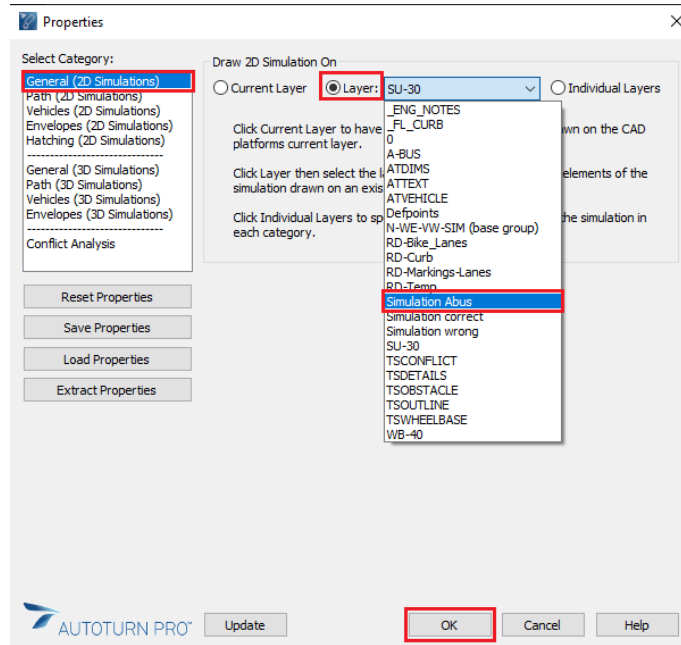 Properties
Select Category:
General (2D Simulations)
Path (2D Simulations)
Vehicles (2D Simulations)
Envelopes (2D Simulations)
Hatching (2D Simulations)
------------------------------
General (3D Simulations)
Path (3D Simulations)
Vehicles (3D Simulations)
Envelopes (3D Simulations)
------------------------------
Conflict Analysis
Reset Properties
Save Properties
Load Properties
Extract Properties
Draw 2D Simulation On
Current Layer
Layer:
SU-30
Individual Layers
Click Current Layer to have
wn on the CAD
platforms current layer.
Click Layer then select the
elements of the
simulation drawn on an exis
Click Individual Layers to sp
the simulation in
each category.
_ENG_NOTES
_FL_CURB
0
A-BUS
ATDIMS
ATTEXT
ATVEHICLE
Defpoints
N-WE-VW-SIM (base group)
RD-Bike_Lanes
RD-Curb
RD-Markings-Lanes
RD-Temp
Simulation Abus
Simulation correct
Simulation wrong
SU-30
TSCONFLICT
TSDETAILS
TSOBSTACLE
TSOUTLINE
TSWHEELBASE
WB-40
AUTOTURN PRO™
Update
OK
Cancel
Help